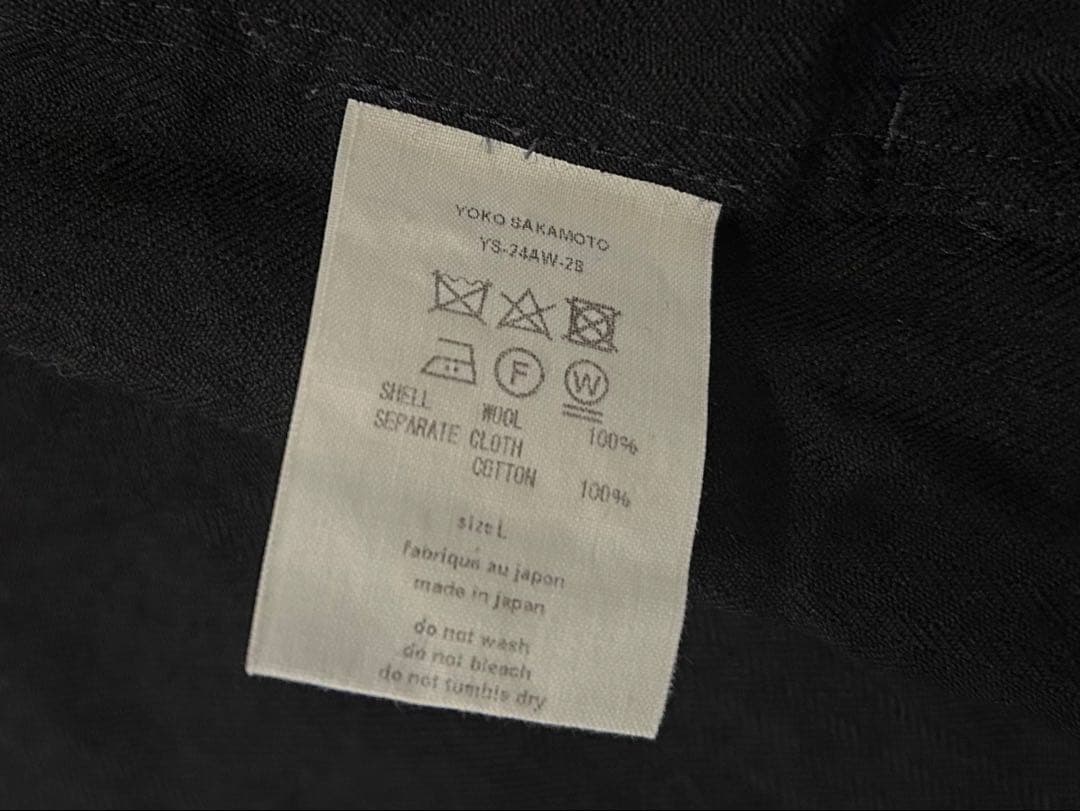 YOKO SAKAMOTO
YS-24AW-28
F W
SHELL WOOL 100%
SEPARATE CLOTH
COTTON 100%
size L
fabriqué au japon
made in japan
do not wash
do not bleach
do not tumble dry